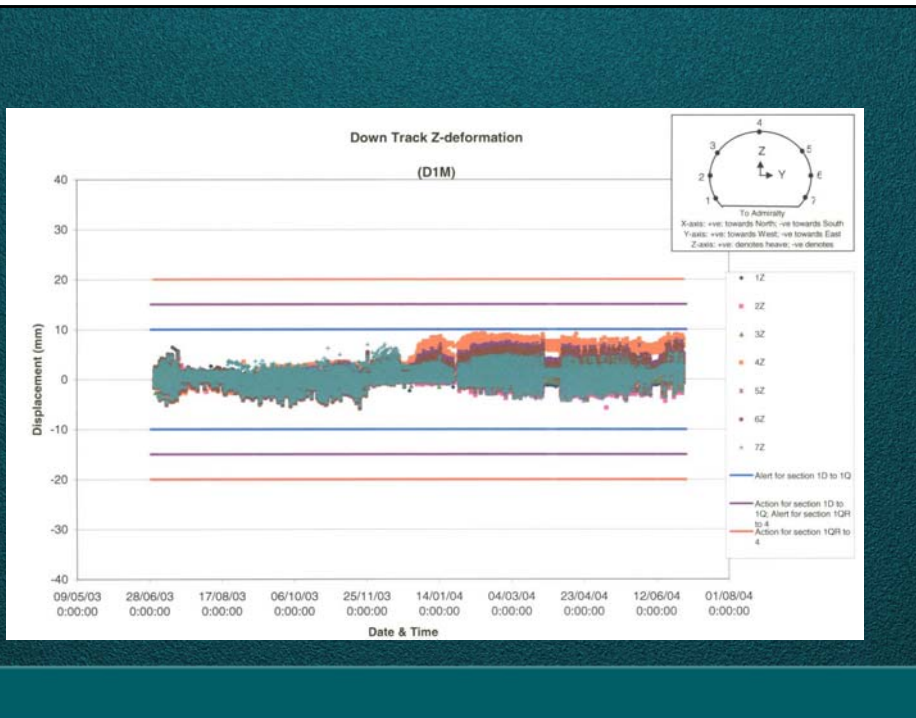 Down Track Z-deformation
(D1M)
4
3
5
Z
2
Y
6
1
7
To Admiralty
X-axis: +ve: towards North; -ve towards South
Y-axis: +ve: towards West; -ve towards East
Z-axis: +ve: denotes heave; -ve denotes
40
30
20
10
0
-10
-20
-30
-40
Displacement (mm)
1Z
2Z
3Z
4Z
5Z
6Z
7Z
Alert for section 1D to 1Q
Action for section 1D to
1Q; Alert for section 1QR
to 4
Action for section 1QR to
4
09/05/03 28/06/03 17/08/03 06/10/03 25/11/03 14/01/04 04/03/04 23/04/04 12/06/04 01/08/04
0:00:00 0:00:00 0:00:00 0:00:00 0:00:00 0:00:00 0:00:00 0:00:00 0:00:00 0:00:00
Date & Time